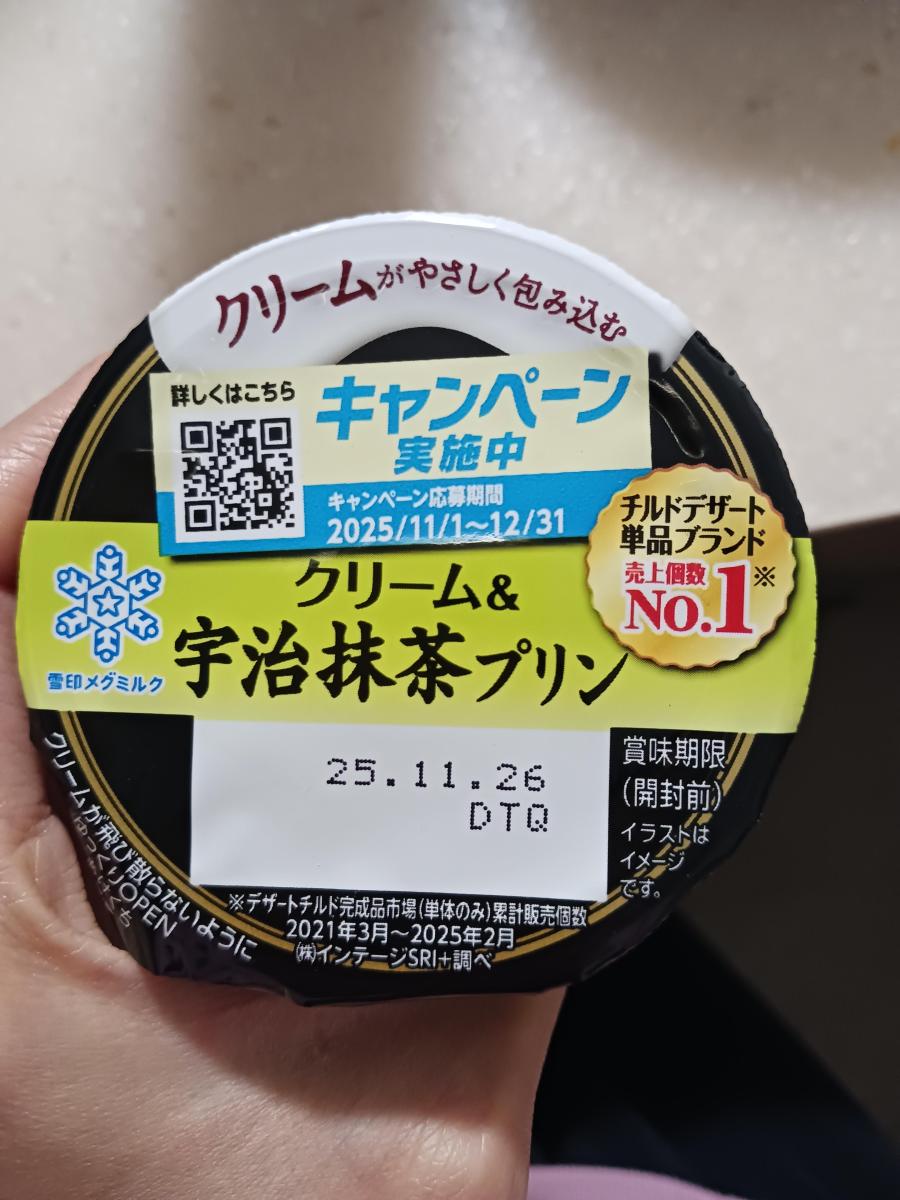 クリームがやさしく包み込む
詳しくはこちら
キャンペーン
実施中
キャンペーン応募期間
2025/11/1～12/31
チルドデザート
単品ブランド
売上個数
No.1※
クリーム&
宇治抹茶プリン
雪印メグミルク
25.11.26
DTQ
賞味期限
(開封前)
イラストは
イメージ
です。
クリームが飛び散らないように
ゆっくりOPEN
※デザートチルド完成品市場(単体のみ)累計販売個数
2021年3月～2025年2月
㈱インテージSRI+調べ